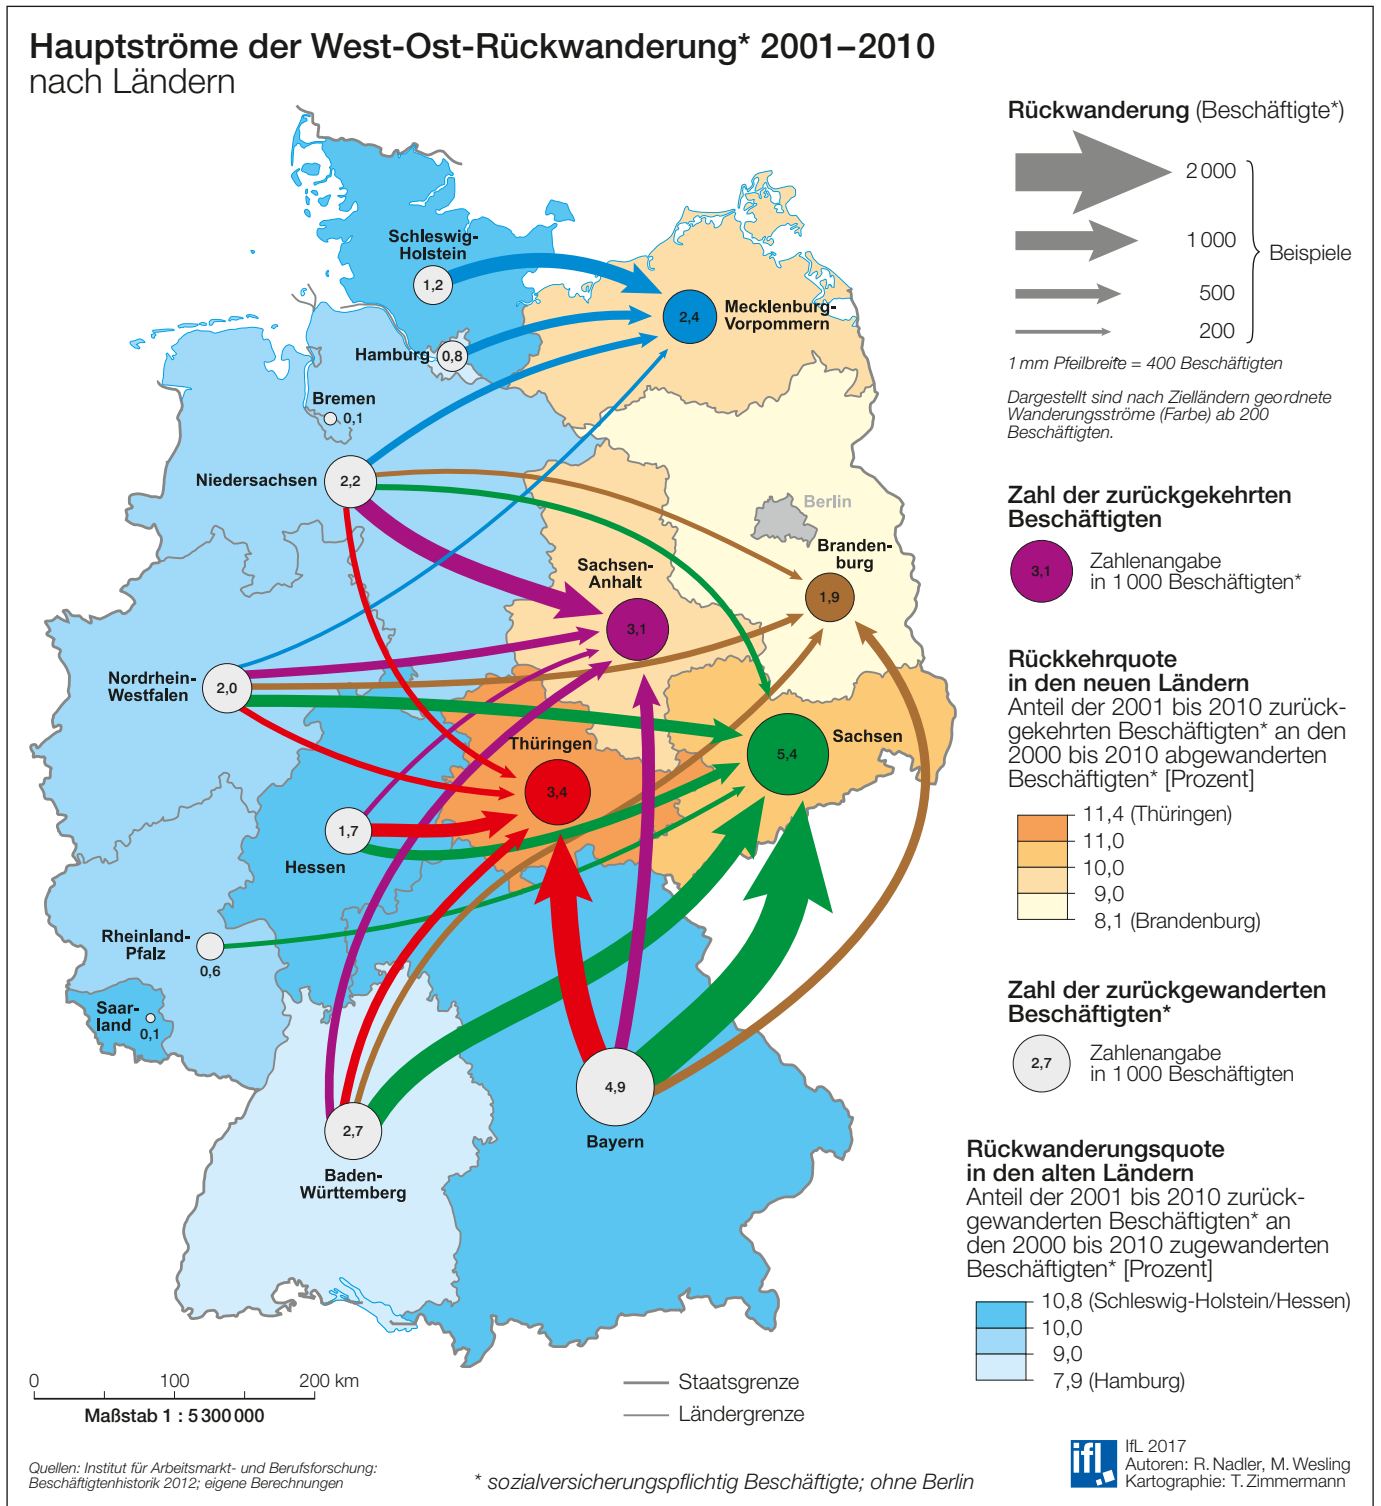 Hauptströme der West-Ost-Rückwanderung* 2001–2010
nach Ländern
Rückwanderung (Beschäftigte*)
2 000
1 000
500
200
Beispiele
1 mm Pfeilbreite = 400 Beschäftigten
Dargestellt sind nach Zielländern geordnete
Wanderungsströme (Farbe) ab 200
Beschäftigten.
Zahl der zurückgekehrten
Beschäftigten
3,1
Zahlenangabe
in 1 000 Beschäftigten*
Rückkehrquote
in den neuen Ländern
Anteil der 2001 bis 2010 zurück-
gekehrten Beschäftigten* an den
2000 bis 2010 abgewanderten
Beschäftigten* [Prozent]
11,4 (Thüringen)
11,0
10,0
9,0
8,1 (Brandenburg)
Zahl der zurückgewanderten
Beschäftigten*
2,7
Zahlenangabe
in 1 000 Beschäftigten
Rückwanderungsquote
in den alten Ländern
Anteil der 2001 bis 2010 zurück-
gewanderten Beschäftigten* an
den 2000 bis 2010 zugewanderten
Beschäftigten* [Prozent]
10,8 (Schleswig-Holstein/Hessen)
10,0
9,0
7,9 (Hamburg)
Schleswig-
Holstein
1,2
Mecklenburg-
Vorpommern
2,4
Hamburg
0,8
Bremen
0,1
Niedersachsen
2,2
Berlin
Branden-
burg
1,9
Sachsen-
Anhalt
3,1
Nordrhein-
Westfalen
2,0
Thüringen
3,4
Sachsen
5,4
Hessen
1,7
Rheinland-
Pfalz
0,6
Saar-
land
0,1
Baden-
Württemberg
2,7
Bayern
4,9
0 100 200 km
Maßstab 1 : 5 300 000
Staatsgrenze
Ländergrenze
Quellen: Institut für Arbeitsmarkt- und Berufsforschung:
Beschäftigtenhistorik 2012; eigene Berechnungen
* sozialversicherungspflichtig Beschäftigte; ohne Berlin
ifl
IfL 2017
Autoren: R. Nadler, M. Wesling
Kartographie: T. Zimmermann